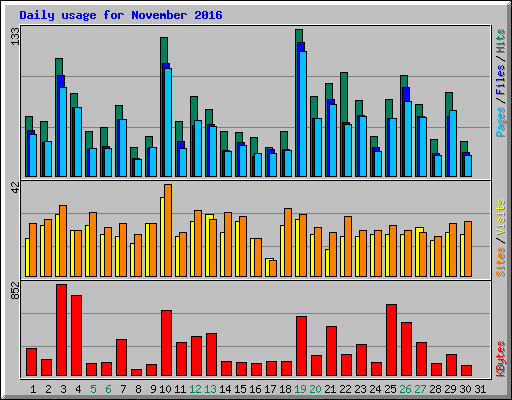 Daily usage for November 2016
133
42
852
Pages / Files / Hits
Sites / Visits
KBytes
1 2 3 4 5 6 7 8 9 10 11 12 13 14 15 16 17 18 19 20 21 22 23 24 25 26 27 28 29 30 31